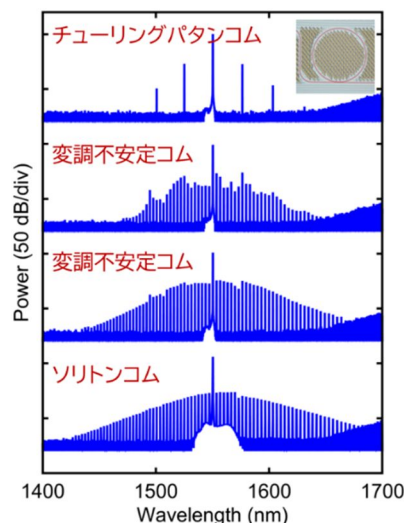 チューリングパタンコム
変調不安定コム
変調不安定コム
ソリトンコム
Power (50 dB/div)
1400
1500
1600
1700
Wavelength (nm)